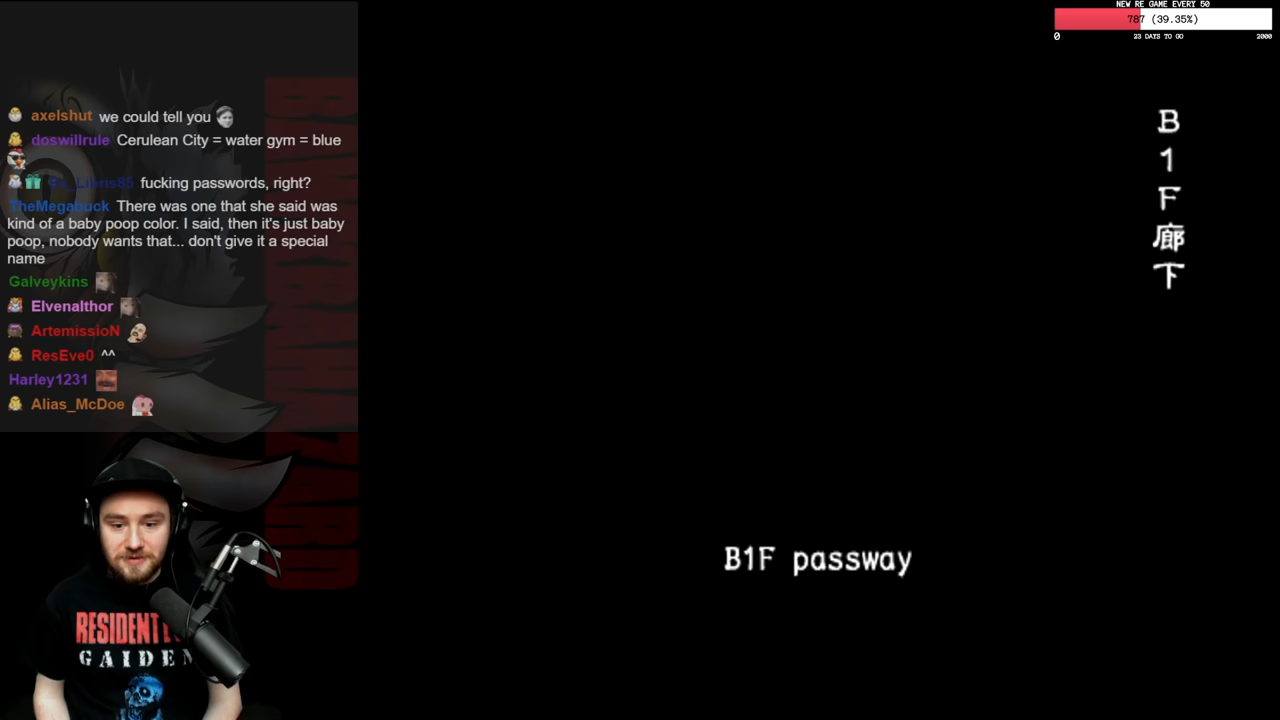 NEW RE GAME EVERY 50
787 (39.35%)
0
23 DAYS TO GO
2000
axelshut we could tell you
doswillrule Cerulean City = water gym = blue
Ex_Libris85 fucking passwords, right?
TheMegabuck There was one that she said was
kind of a baby poop color. I said, then it's just baby
poop, nobody wants that... don't give it a special
name
Galveykins
Elvenalthor
ArtemissioN
ResEve0 ^^
Harley1231
Alias_McDoe
B1F廊下
B1F passway
RESIDENT E
GAIDEN